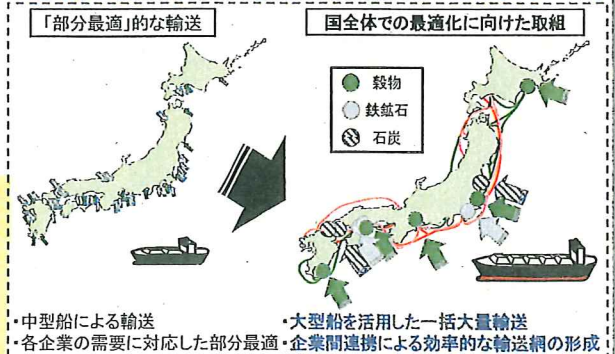 「部分最適」的な輸送
国全体での最適化に向けた取組
穀物
鉄鉱石
石炭
・中型船による輸送
・各企業の需要に対応した部分最適
・大型船を活用した一括大量輸送
・企業間連携による効率的な輸送網の形成